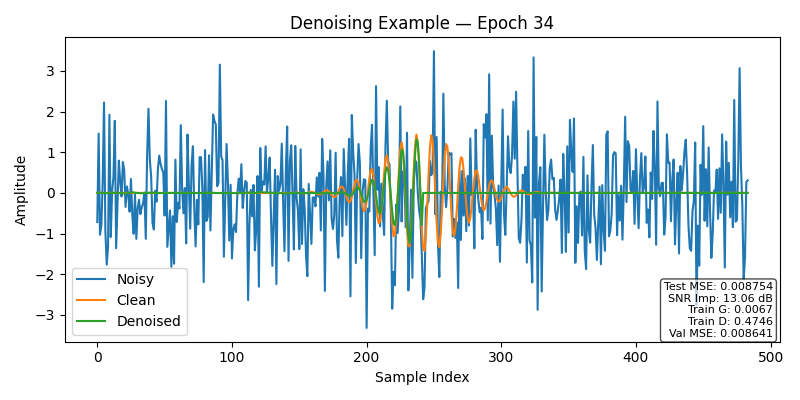 Denoising Example — Epoch 34
Amplitude
3
2
1
0
−1
−2
−3
Noisy
Clean
Denoised
Test MSE: 0.008754
SNR Imp: 13.06 dB
Train G: 0.0067
Train D: 0.4746
Val MSE: 0.008641
0 100 200 300 400 500
Sample Index